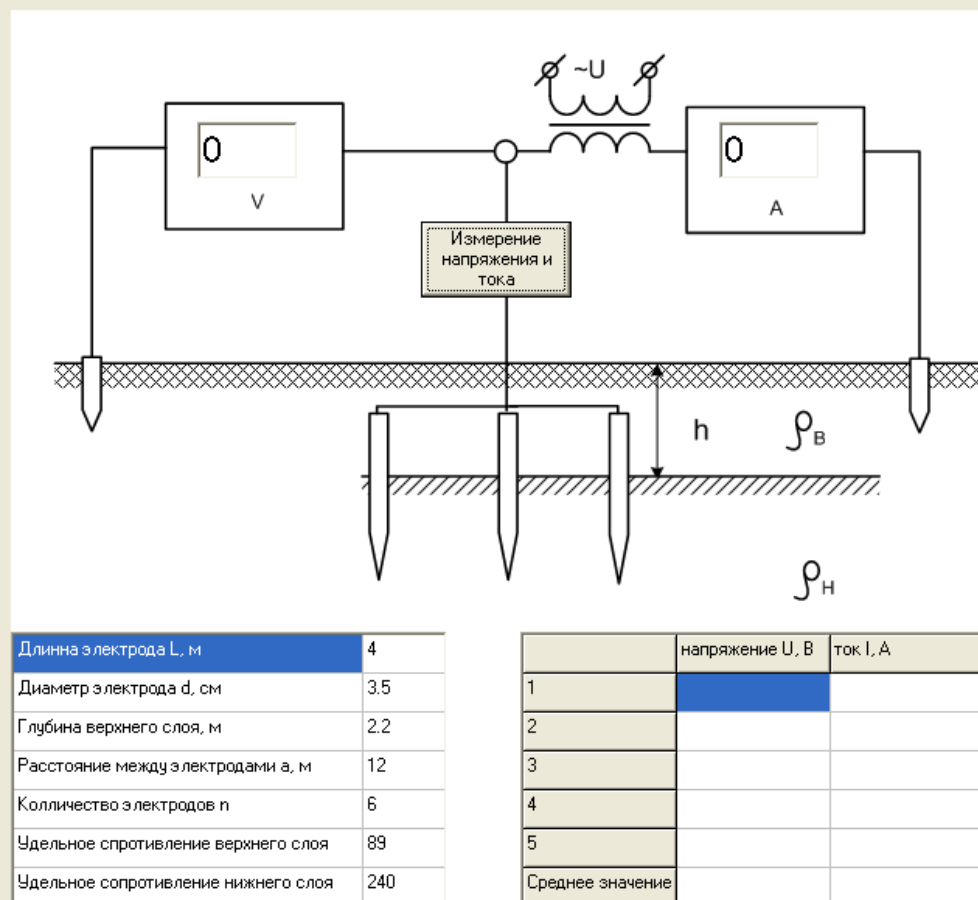 ~U
0
0
V
A
Измерение
напряжения и
тока
h
ρВ
ρН
Длинна электрода L, м 4
Диаметр электрода d, см 3.5
Глубина верхнего слоя, м 2.2
Расстояние между электродами а, м 12
Колличество электродов n 6
Удельное спротивление верхнего слоя 89
Удельное сопротивление нижнего слоя 240
напряжение U, В ток I, А
1
2
3
4
5
Среднее значение